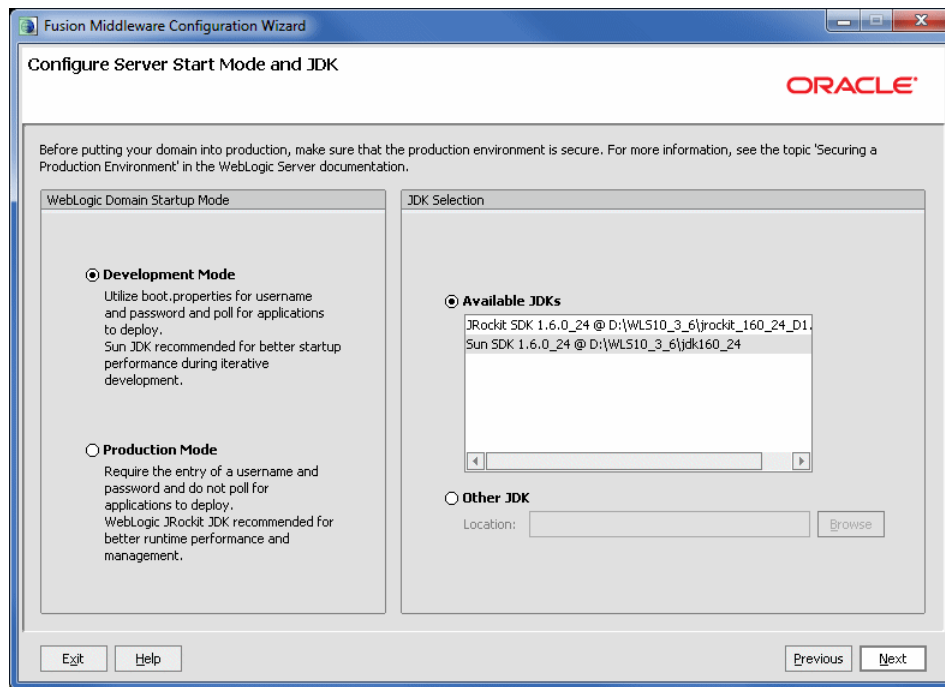 Fusion Middleware Configuration Wizard
Configure Server Start Mode and JDK
ORACLE
Before putting your domain into production, make sure that the production environment is secure. For more information, see the topic 'Securing a
Production Environment' in the WebLogic Server documentation.
WebLogic Domain Startup Mode
Development Mode
Utilize boot.properties for username
and password and poll for applications
to deploy.
Sun JDK recommended for better startup
performance during iterative
development.
Production Mode
Require the entry of a username and
password and do not poll for
applications to deploy.
WebLogic JRockit JDK recommended for
better runtime performance and
management.
JDK Selection
Available JDKs
JRockit SDK 1.6.0_24 @ D:\WLS10_3_6\jrockit_160_24_D1.
Sun SDK 1.6.0_24 @ D:\WLS10_3_6\jdk160_24
Other JDK
Location:
Browse
Exit
Help
Previous
Next